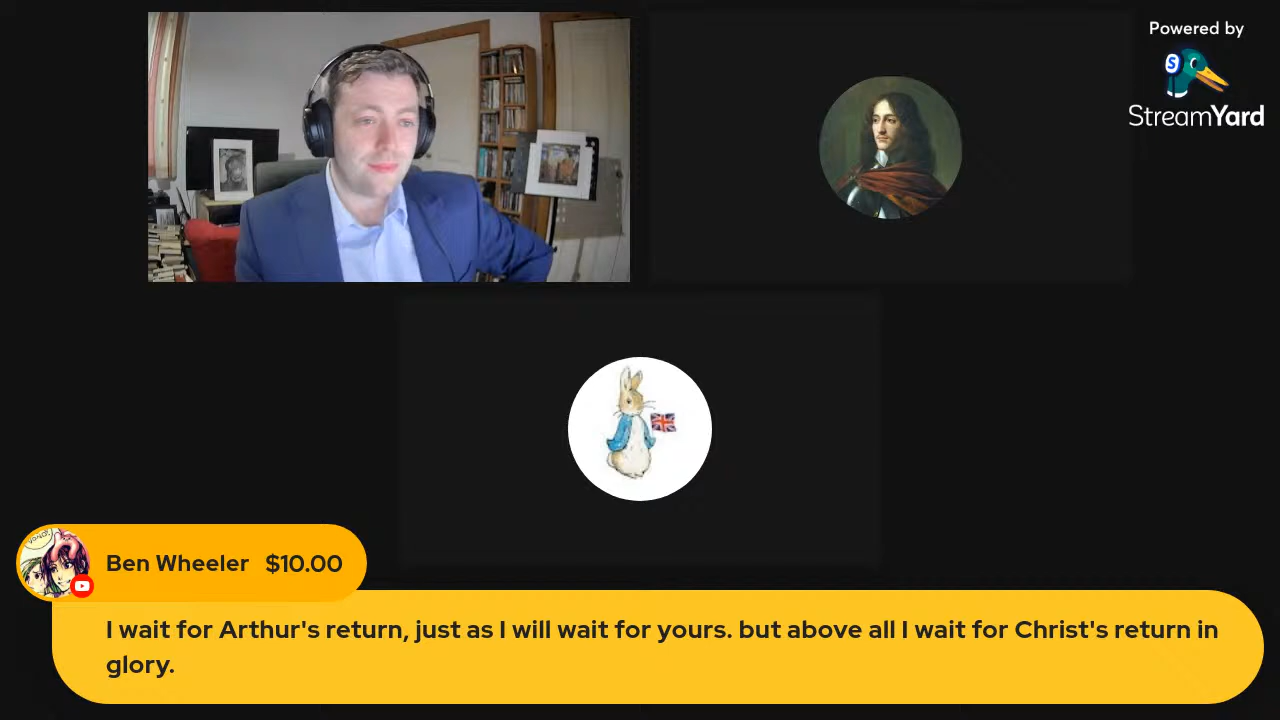 Powered by
StreamYard
Ben Wheeler $10.00
I wait for Arthur's return, just as I will wait for yours. but above all I wait for Christ's return in
glory.